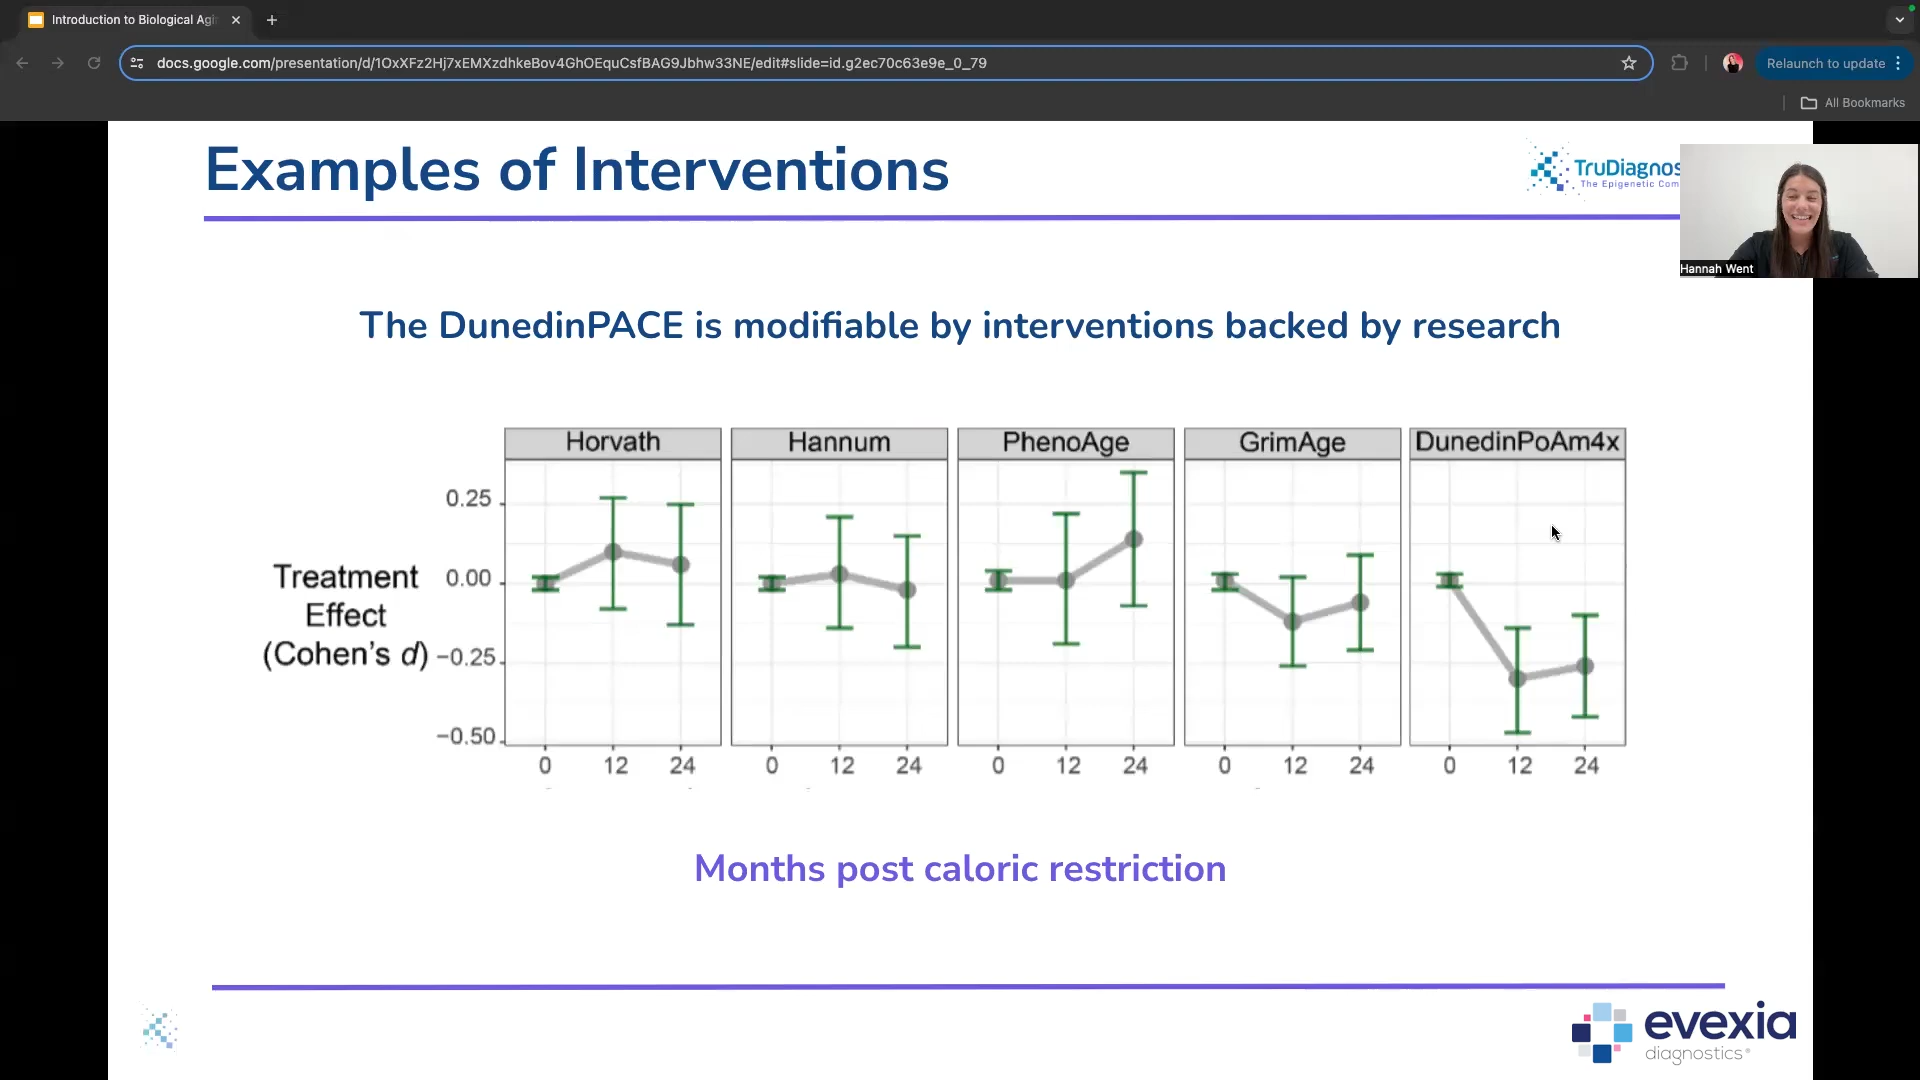 Introduction to Biological Agi
docs.google.com/presentation/d/1OxXFz2Hj7xEMXzdhkeBov4GhOEquCsfBAG9Jbhw33NE/edit#slide=id.g2ec70c63e9e_0_79
Relaunch to update
All Bookmarks
Examples of Interventions
TruDiagnos
The Epigenetic Com
Hannah Went
The DunedinPACE is modifiable by interventions backed by research
Horvath Hannum PhenoAge GrimAge DunedinPoAm4x
Treatment
Effect
(Cohen's d)
0.25
0.00
−0.25
−0.50
0 12 24 0 12 24 0 12 24 0 12 24 0 12 24
Months post caloric restriction
evexia
diagnostics®